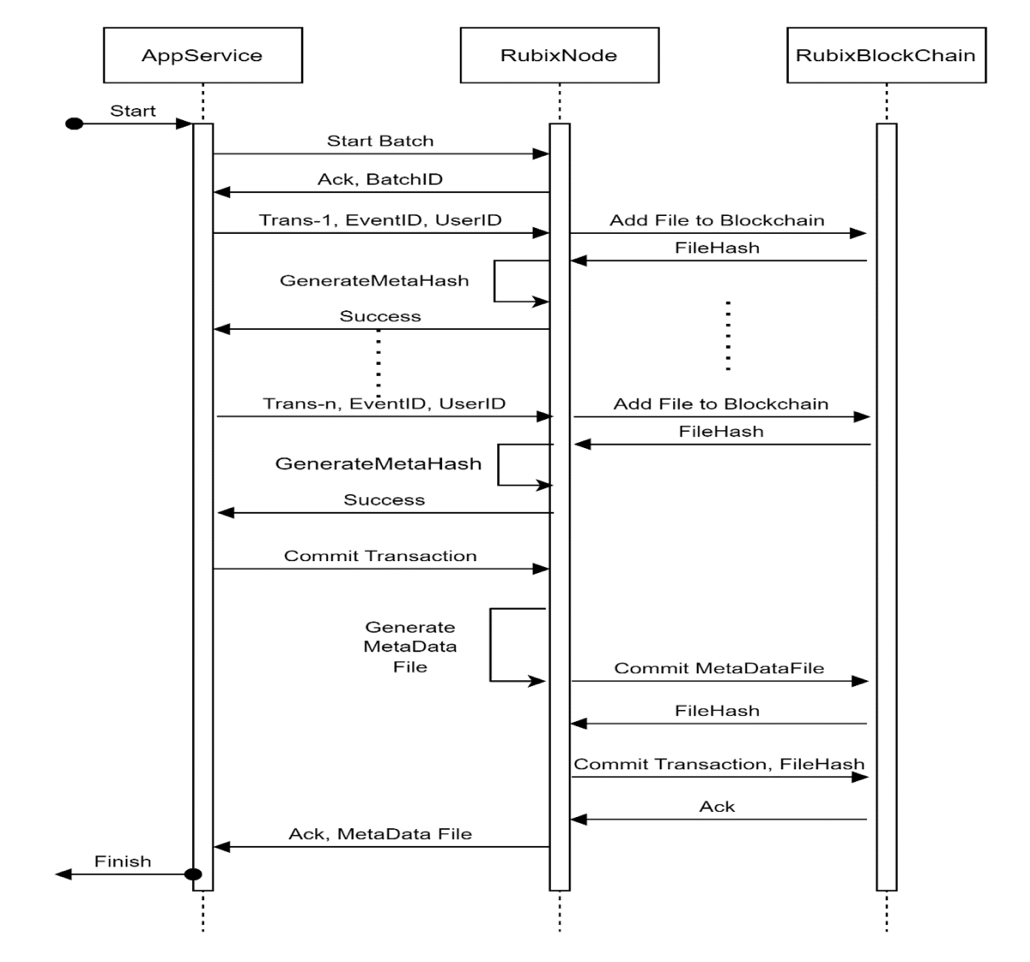 AppService
RubixNode
RubixBlockChain
Start
Start Batch
Ack, BatchID
Trans-1, EventID, UserID
Add File to Blockchain
FileHash
GenerateMetaHash
Success
Trans-n, EventID, UserID
Add File to Blockchain
FileHash
GenerateMetaHash
Success
Commit Transaction
Generate
MetaData
File
Commit MetaDataFile
FileHash
Commit Transaction, FileHash
Ack
Ack, MetaData File
Finish